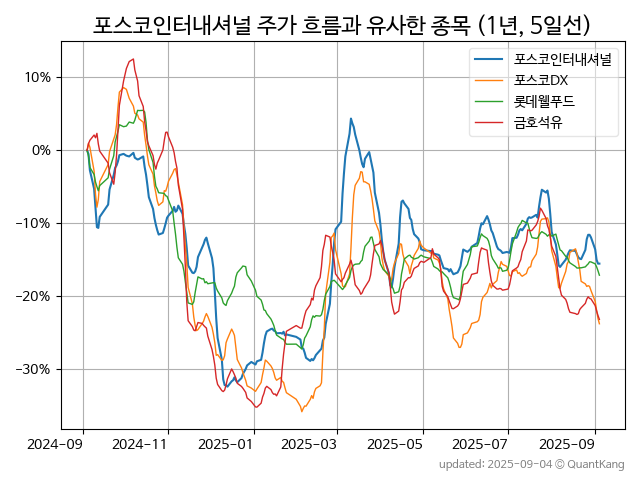 포스코인터내셔널 주가 흐름과 유사한 종목 (1년, 5일선)
포스코인터내셔널
포스코DX
롯데웰푸드
금호석유
10%
0%
−10%
−20%
−30%
2024-09
2024-11
2025-01
2025-03
2025-05
2025-07
2025-09
updated: 2025-09-04 © QuantKang